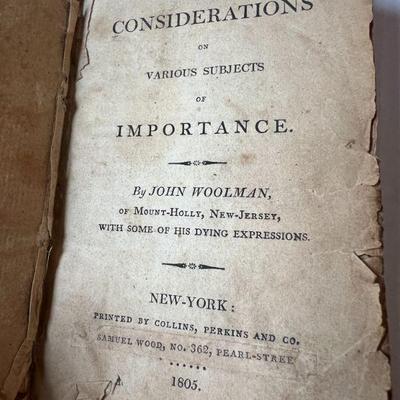 CONSIDERATIONS
ON
VARIOUS SUBJECTS
OF
IMPORTANCE.
By JOHN WOOLMAN,
OF MOUNT-HOLLY, NEW-JERSEY,
WITH SOME OF HIS DYING EXPRESSIONS.
NEW-YORK:
PRINTED BY COLLINS, PERKINS AND CO.
SAMUEL WOOD, NO. 362, PEARL-STREE
1805.